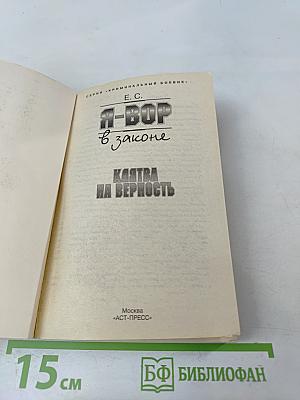 СЕРИЯ «КРИМИНАЛЬНЫЙ БОЕВИК»
Е. С.
Я-ВОР
в законе
КЛЯТВА
НА ВЕРНОСТЬ
Москва
«АСТ-ПРЕСС»
15 см
БФ БИБЛИОФАН